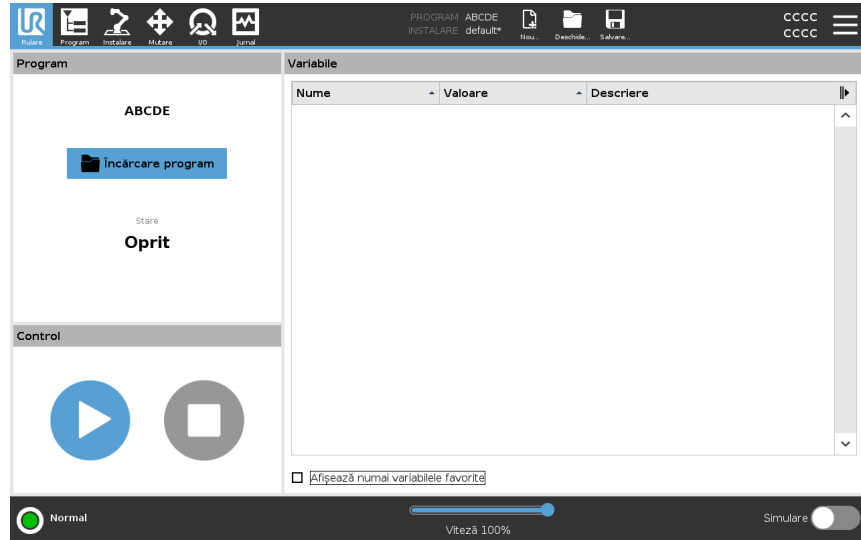 Rulare
Program
Instalare
Mutare
I/O
Jurnal
PROGRAM ABCDE
INSTALARE default*
Nou...
Deschide...
Salvare...
CCCC
CCCC
Program
ABCDE
Încărcare program
Stare
Oprit
Control
Variabile
Nume Valoare Descriere
Afișează numai variabilele favorite
Normal
Viteză 100%
Simulare